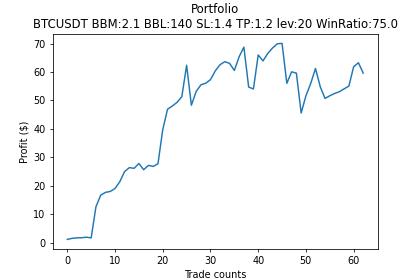 Portfolio
BTCUSDT BBM:2.1 BBL:140 SL:1.4 TP:1.2 lev:20 WinRatio:75.0
Profit ($)
70
60
50
40
30
20
10
0
0 10 20 30 40 50 60
Trade counts